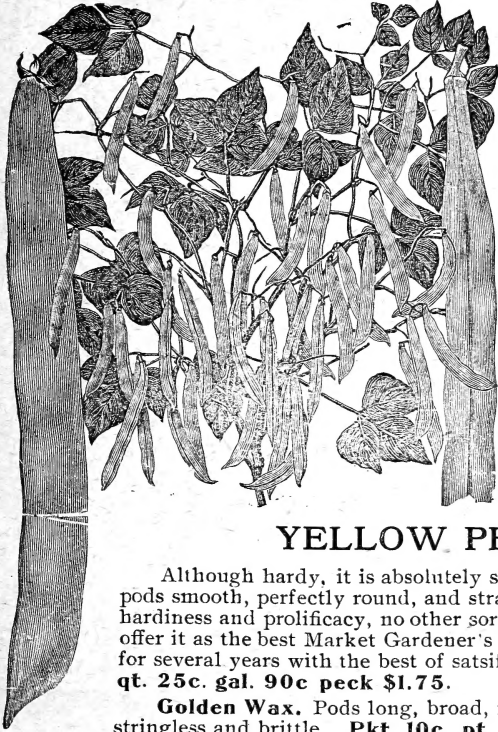 YELLOW PE
Although hardy, it is absolutely s
pods smooth, perfectly round, and stra
hardiness and prolificacy, no other sor
offer it as the best Market Gardener's
for several years with the best of satsif
qt. 25c. gal. 90c peck $1.75.
Golden Wax. Pods long, broad,
stringless and brittle. Pkt. 10c. pt.